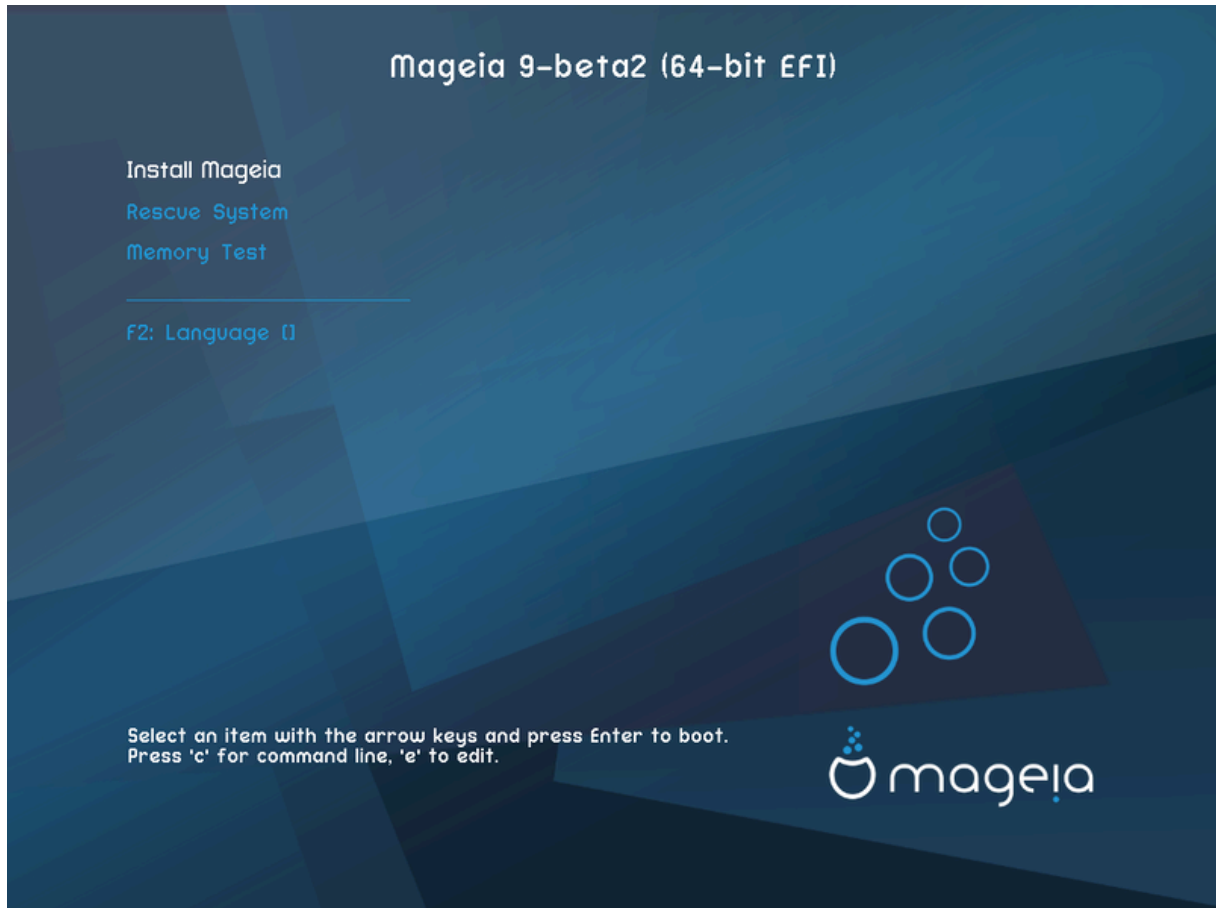 Mageia 9-beta2 (64-bit EFI)
Install Mageia
Rescue System
Memory Test
F2: Language []
Select an item with the arrow keys and press Enter to boot.
Press 'c' for command line, 'e' to edit.
mageia